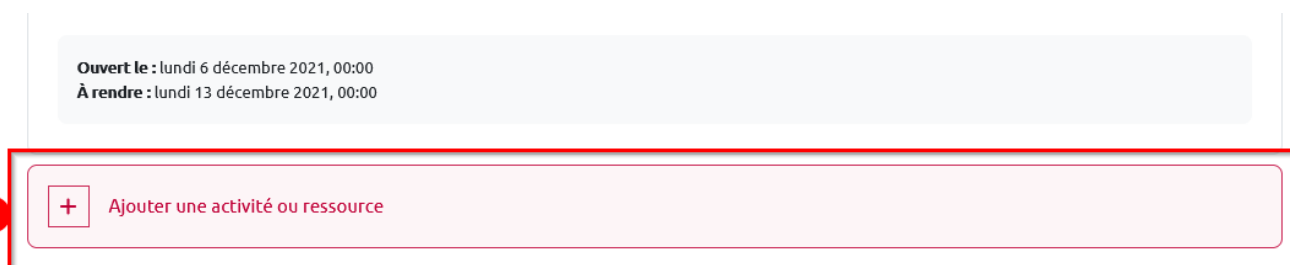 Ouvert le : lundi 6 décembre 2021, 00:00
À rendre : lundi 13 décembre 2021, 00:00
+ Ajouter une activité ou ressource